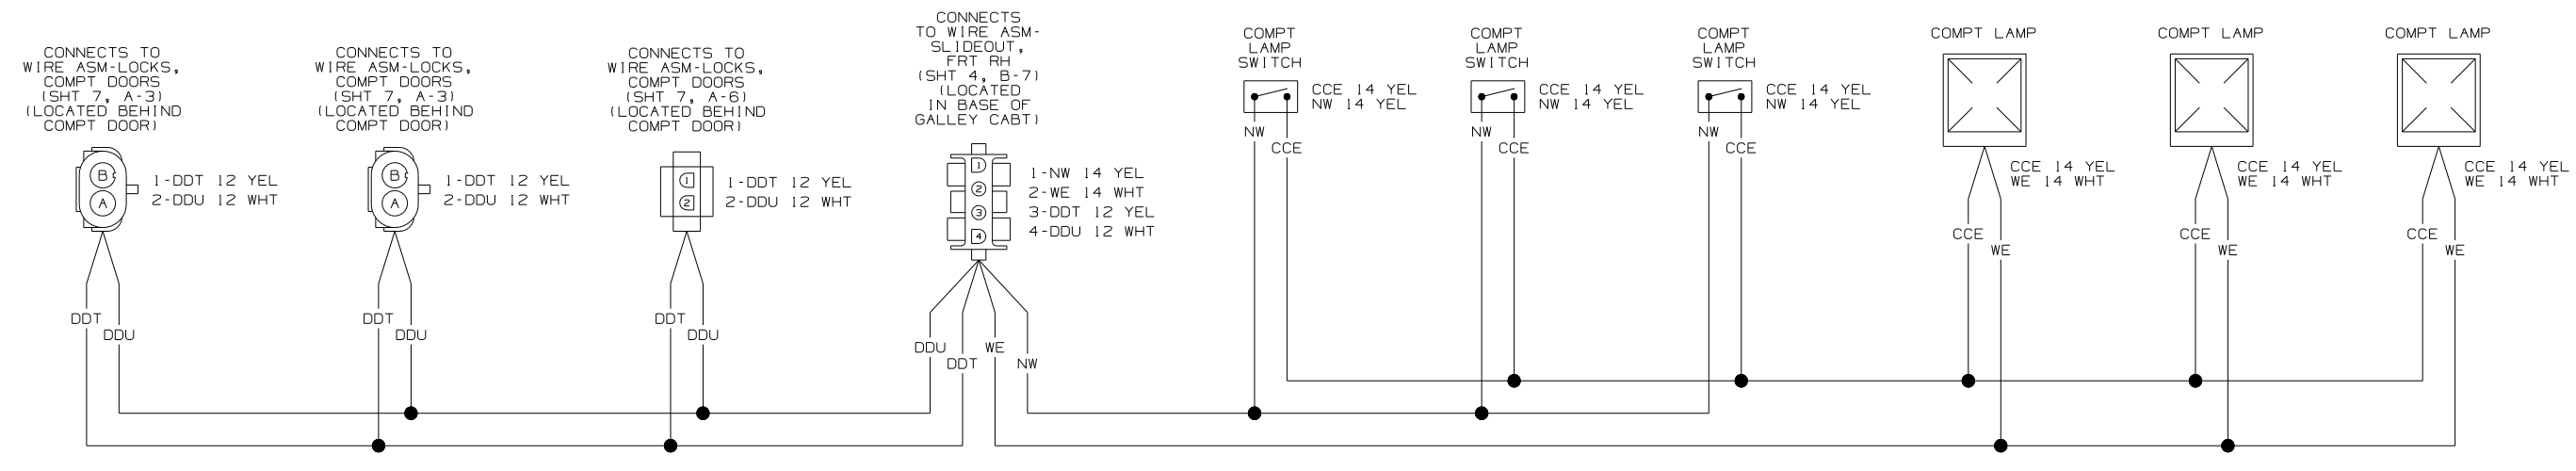 CONNECTS TO
WIRE ASM-LOCKS,
COMPT DOORS
(SHT 7, A-3)
(LOCATED BEHIND
COMPT DOOR)
B
A
1-DDT 12 YEL
2-DDU 12 WHT
DDT
DDU
CONNECTS TO
WIRE ASM-LOCKS,
COMPT DOORS
(SHT 7, A-3)
(LOCATED BEHIND
COMPT DOOR)
B
A
1-DDT 12 YEL
2-DDU 12 WHT
DDT
DDU
CONNECTS TO
WIRE ASM-LOCKS,
COMPT DOORS
(SHT 7, A-6)
(LOCATED BEHIND
COMPT DOOR)
1
2
1-DDT 12 YEL
2-DDU 12 WHT
DDT
DDU
CONNECTS
TO WIRE ASM-
SLIDEOUT,
FRT RH
(SHT 4, B-7)
(LOCATED
IN BASE OF
GALLEY CABT)
1
2
3
4
1-NW 14 YEL
2-WE 14 WHT
3-DDT 12 YEL
4-DDU 12 WHT
DDU
DDT
WE
NW
COMPT
LAMP
SWITCH
CCE 14 YEL
NW 14 YEL
NW
CCE
COMPT
LAMP
SWITCH
CCE 14 YEL
NW 14 YEL
NW
CCE
COMPT
LAMP
SWITCH
CCE 14 YEL
NW 14 YEL
NW
CCE
COMPT LAMP
CCE 14 YEL
WE 14 WHT
CCE
WE
COMPT LAMP
CCE 14 YEL
WE 14 WHT
CCE
WE
COMPT LAMP
CCE 14 YEL
WE 14 WHT
CCE
WE